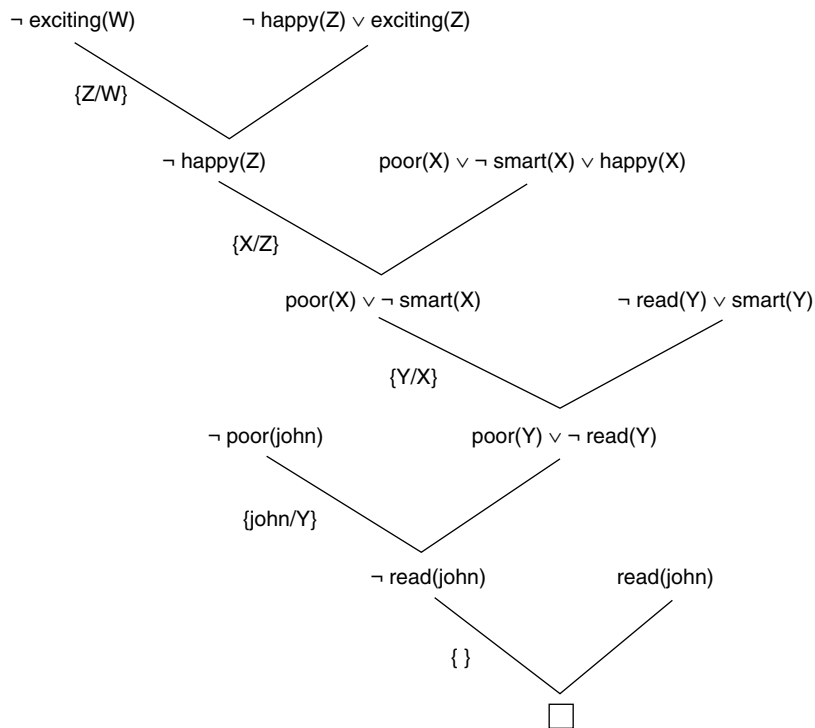 ¬ exciting(W) ¬ happy(Z) ∨ exciting(Z)
{Z/W}
¬ happy(Z) poor(X) ∨ ¬ smart(X) ∨ happy(X)
{X/Z}
poor(X) ∨ ¬ smart(X) ¬ read(Y) ∨ smart(Y)
{Y/X}
¬ poor(john) poor(Y) ∨ ¬ read(Y)
{john/Y}
¬ read(john) read(john)
{ }